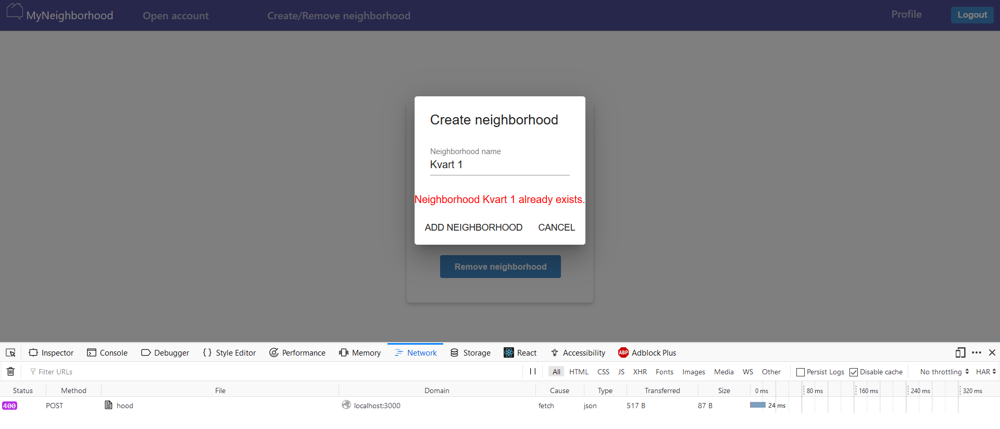 MyNeighborhood Open account Create/Remove neighborhood Profile Logout
Create neighborhood
Neighborhood name
Kvart 1
Neighborhood Kvart 1 already exists.
ADD NEIGHBORHOOD CANCEL
Remove neighborhood
Inspector Console Debugger Style Editor Performance Memory Network Storage React Accessibility ABP Adblock Plus
Filter URLs All HTML CSS JS XHR Fonts Images Media WS Other Persist Logs Disable cache No throttling HAR
Status Method File Domain Cause Type Transferred Size 0 ms 80 ms 160 ms 240 ms 320 ms
400 POST hood localhost:3000 fetch json 517 B 87 B 24 ms